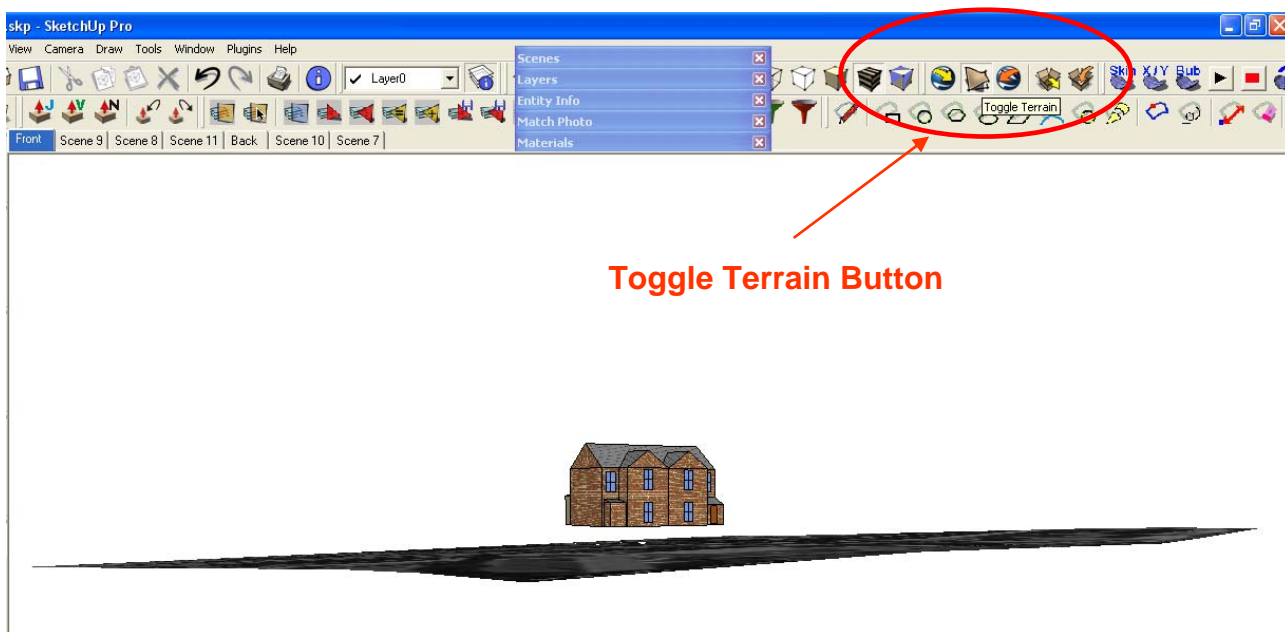 .skp - SketchUp Pro
View Camera Draw Tools Window Plugins Help
Scenes
Layer0
Skin X/Y Bub
Layers
Entity Info
Toggle Terrain
Match Photo
Front Scene 9 Scene 8 Scene 11 Back Scene 10 Scene 7
Materials
Toggle Terrain Button